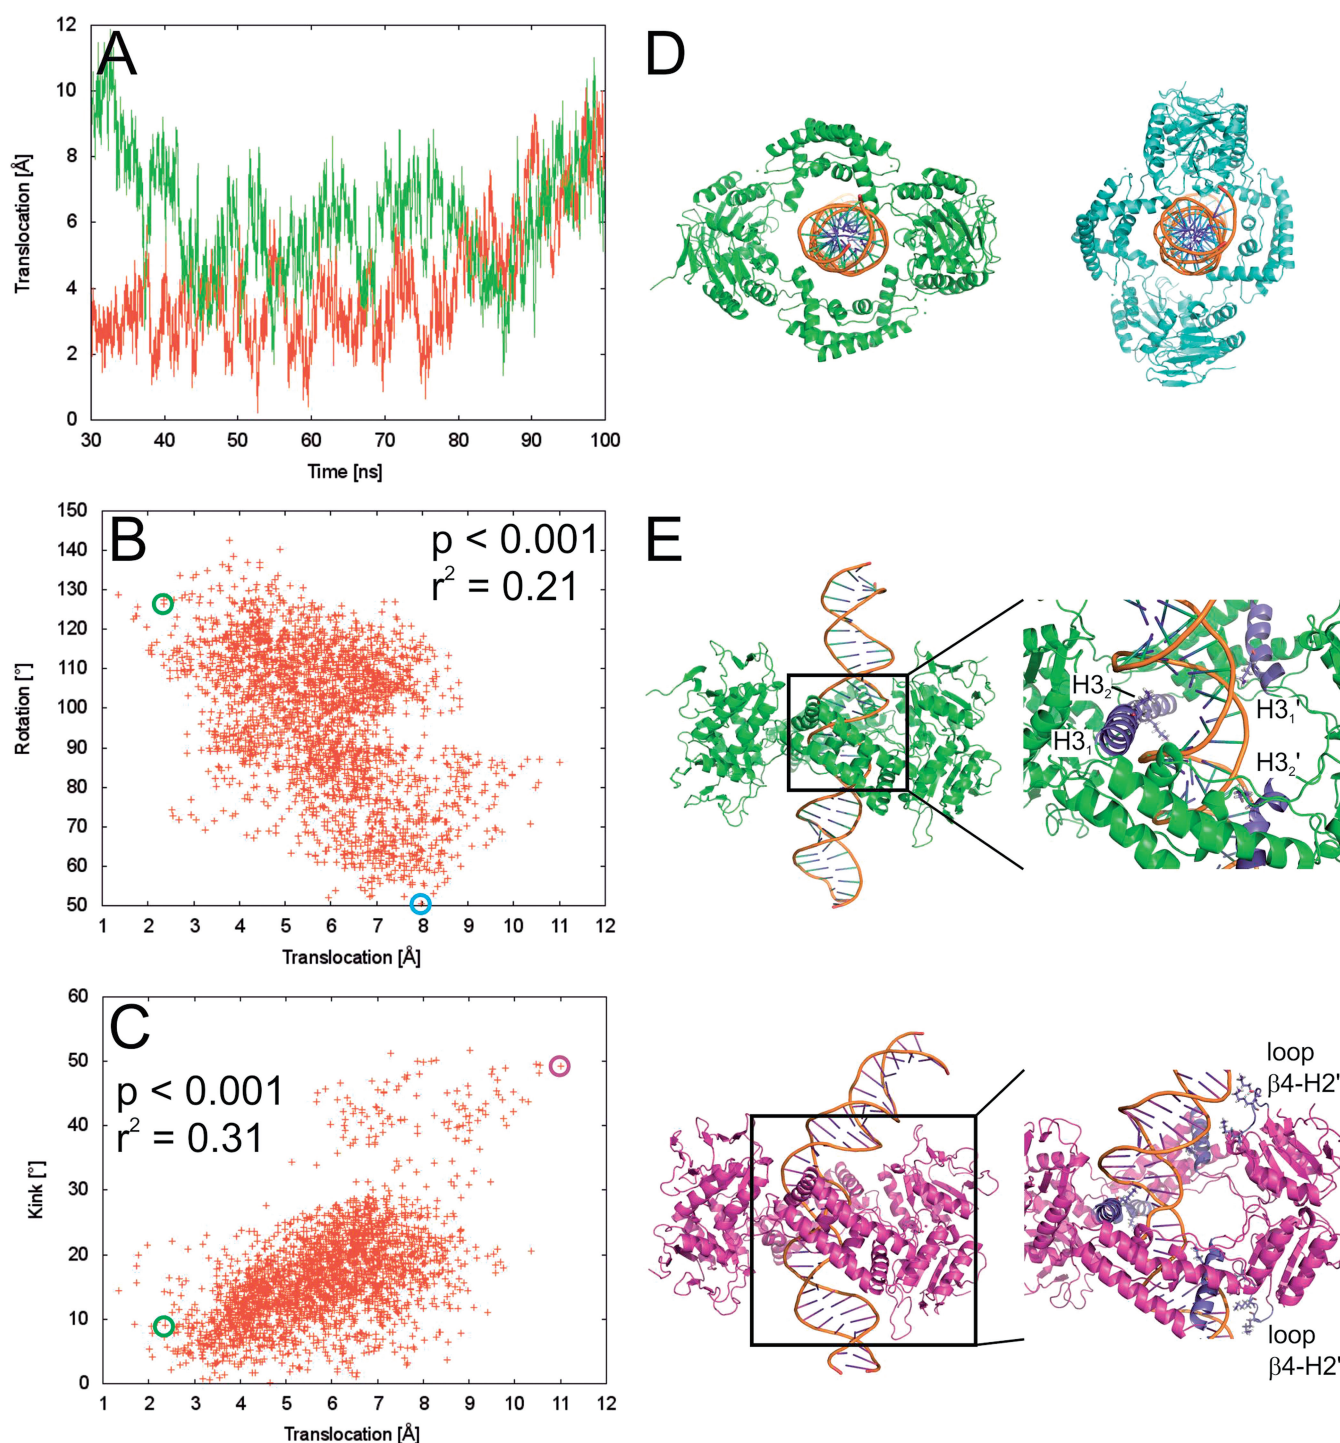 A
12
10
8
6
4
2
0
Translocation [Å]
30 40 50 60 70 80 90 100
Time [ns]
D
B
150
140
130
120
110
100
90
80
70
60
50
Rotation [°]
p < 0.001
r² = 0.21
1 2 3 4 5 6 7 8 9 10 11 12
Translocation [Å]
E
H3₂
H3₁
H3₁'
H3₂'
C
60
50
40
30
20
10
0
Kink [°]
p < 0.001
r² = 0.31
1 2 3 4 5 6 7 8 9 10 11 12
Translocation [Å]
loop
β4-H2'
loop
β4-H2'